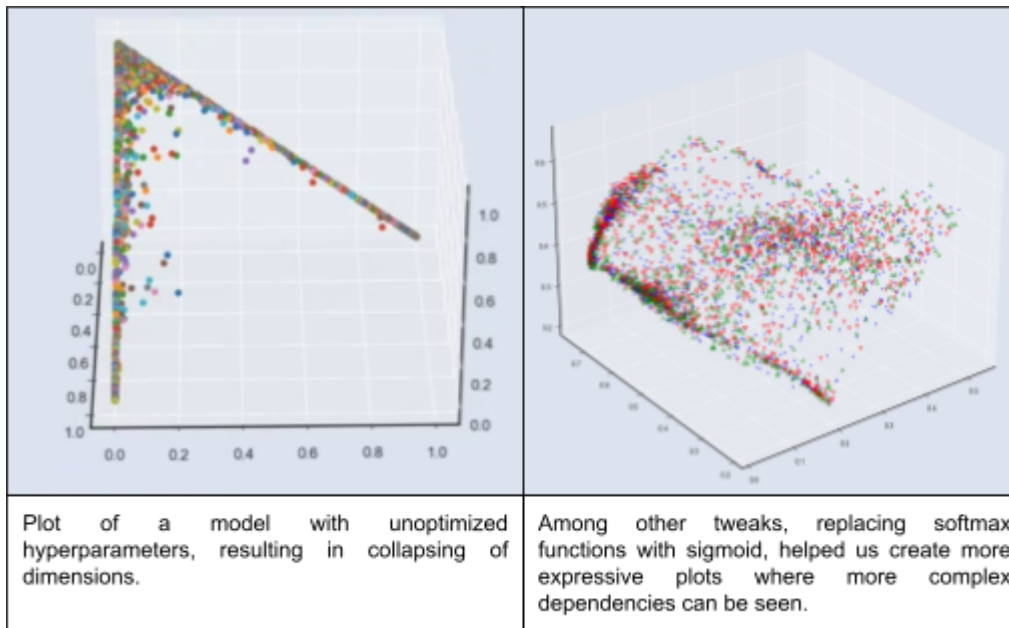 0.0
0.2
0.4
0.6
0.8
1.0
0.0
0.2
0.4
0.6
0.8
1.0
1.0
0.8
0.6
0.4
0.2
0.0
Plot of a model with unoptimized
hyperparameters, resulting in collapsing of
dimensions.
Among other tweaks, replacing softmax
functions with sigmoid, helped us create more
expressive plots where more complex
dependencies can be seen.